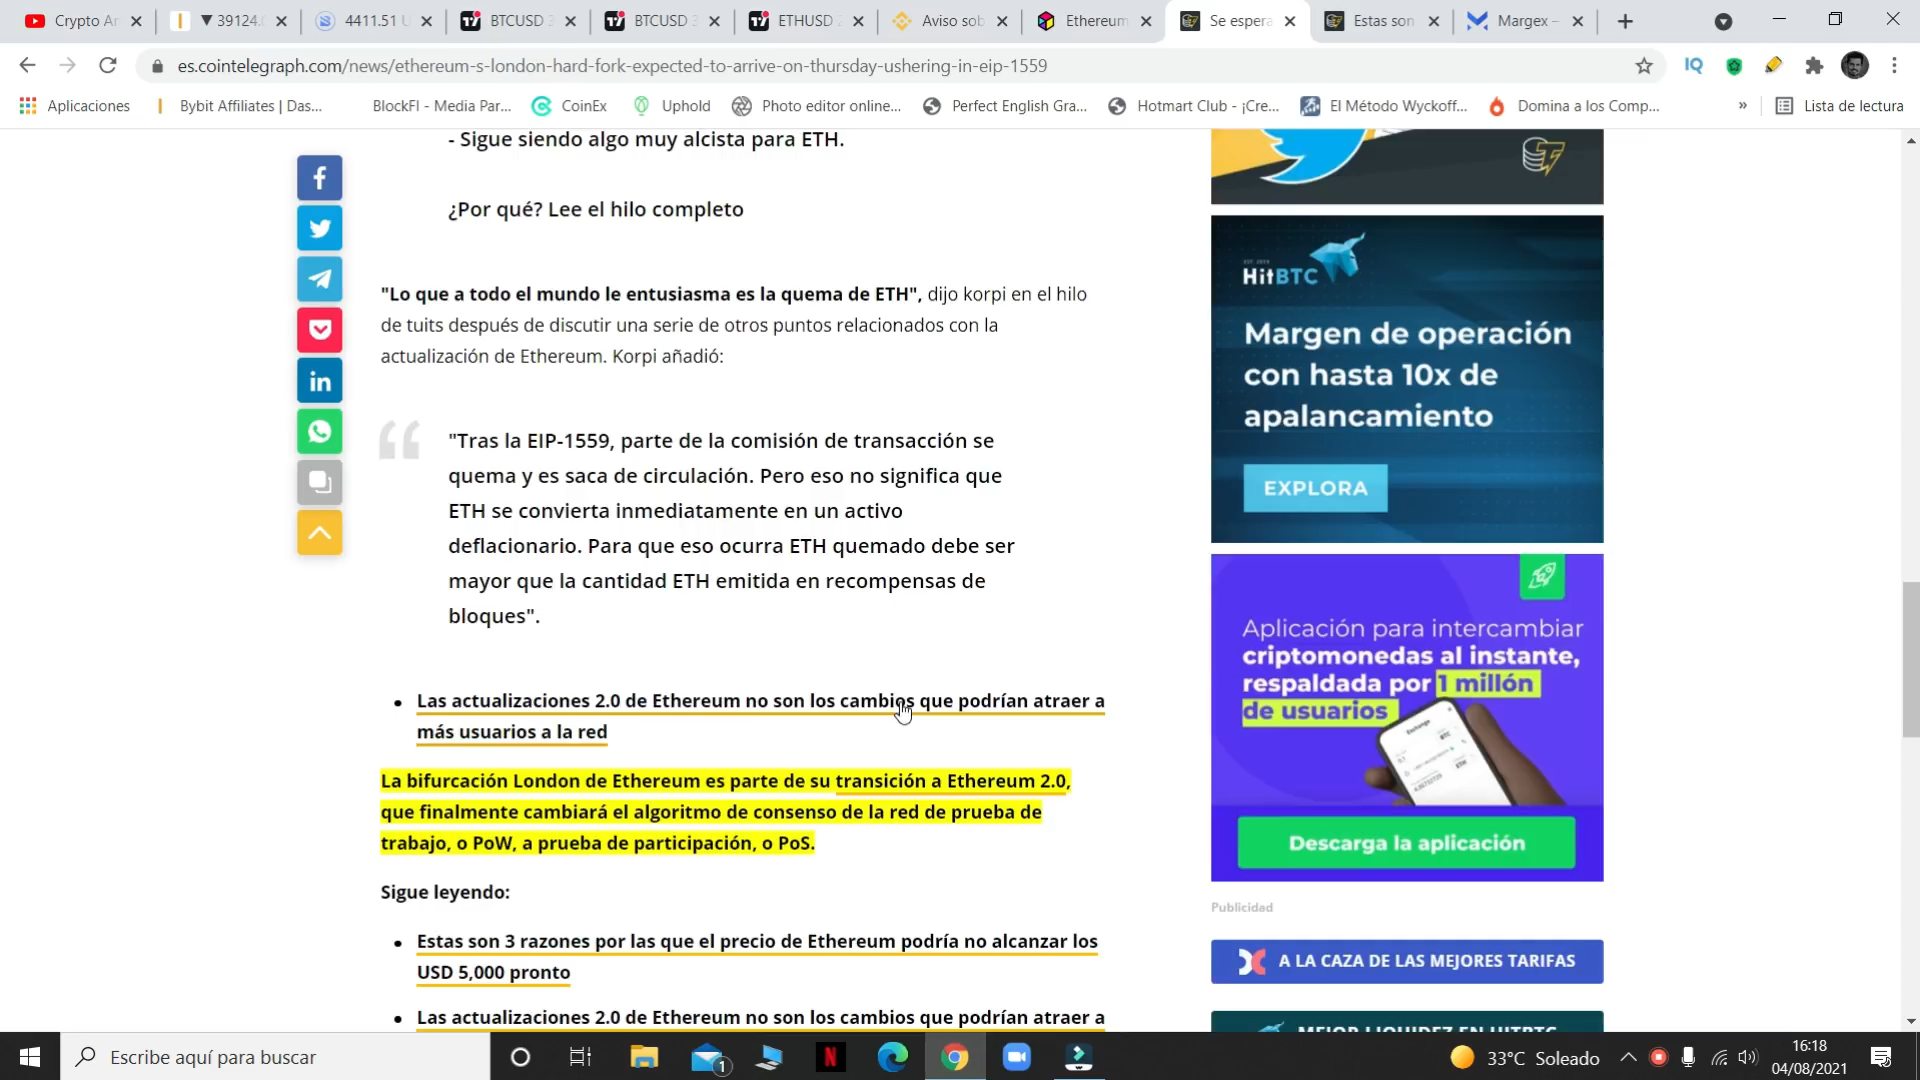 Crypto Ar
▼39124.
4411.51 U
BTCUSD 3
BTCUSD 3
ETHUSD 2
Aviso sob
Ethereum
Se espera
Estas son
Margex –
es.cointelegraph.com/news/ethereum-s-london-hard-fork-expected-to-arrive-on-thursday-ushering-in-eip-1559
IQ
Aplicaciones
Bybit Affiliates | Das...
BlockFI - Media Par...
CoinEx
Uphold
Photo editor online...
Perfect English Gra...
Hotmart Club - ¡Cre...
El Método Wyckoff...
Domina a los Comp...
»
Lista de lectura
- Sigue siendo algo muy alcista para ETH.
¿Por qué? Lee el hilo completo
"Lo que a todo el mundo le entusiasma es la quema de ETH", dijo korpi en el hilo
de tuits después de discutir una serie de otros puntos relacionados con la
actualización de Ethereum. Korpi añadió:
"Tras la EIP-1559, parte de la comisión de transacción se
quema y es saca de circulación. Pero eso no significa que
ETH se convierta inmediatamente en un activo
deflacionario. Para que eso ocurra ETH quemado debe ser
mayor que la cantidad ETH emitida en recompensas de
bloques".
Las actualizaciones 2.0 de Ethereum no son los cambios que podrían atraer a
más usuarios a la red
La bifurcación London de Ethereum es parte de su transición a Ethereum 2.0,
que finalmente cambiará el algoritmo de consenso de la red de prueba de
trabajo, o PoW, a prueba de participación, o PoS.
Sigue leyendo:
Estas son 3 razones por las que el precio de Ethereum podría no alcanzar los
USD 5,000 pronto
Las actualizaciones 2.0 de Ethereum no son los cambios que podrían atraer a
HitBTC
Margen de operación
con hasta 10x de
apalancamiento
EXPLORA
Aplicación para intercambiar
criptomonedas al instante,
respaldada por 1 millón
de usuarios
Exchange
Descarga la aplicación
Publicidad
A LA CAZA DE LAS MEJORES TARIFAS
MEJOR LIQUIDEZ EN HITBTC
Escribe aquí para buscar
1
33°C Soleado
16:18
04/08/2021